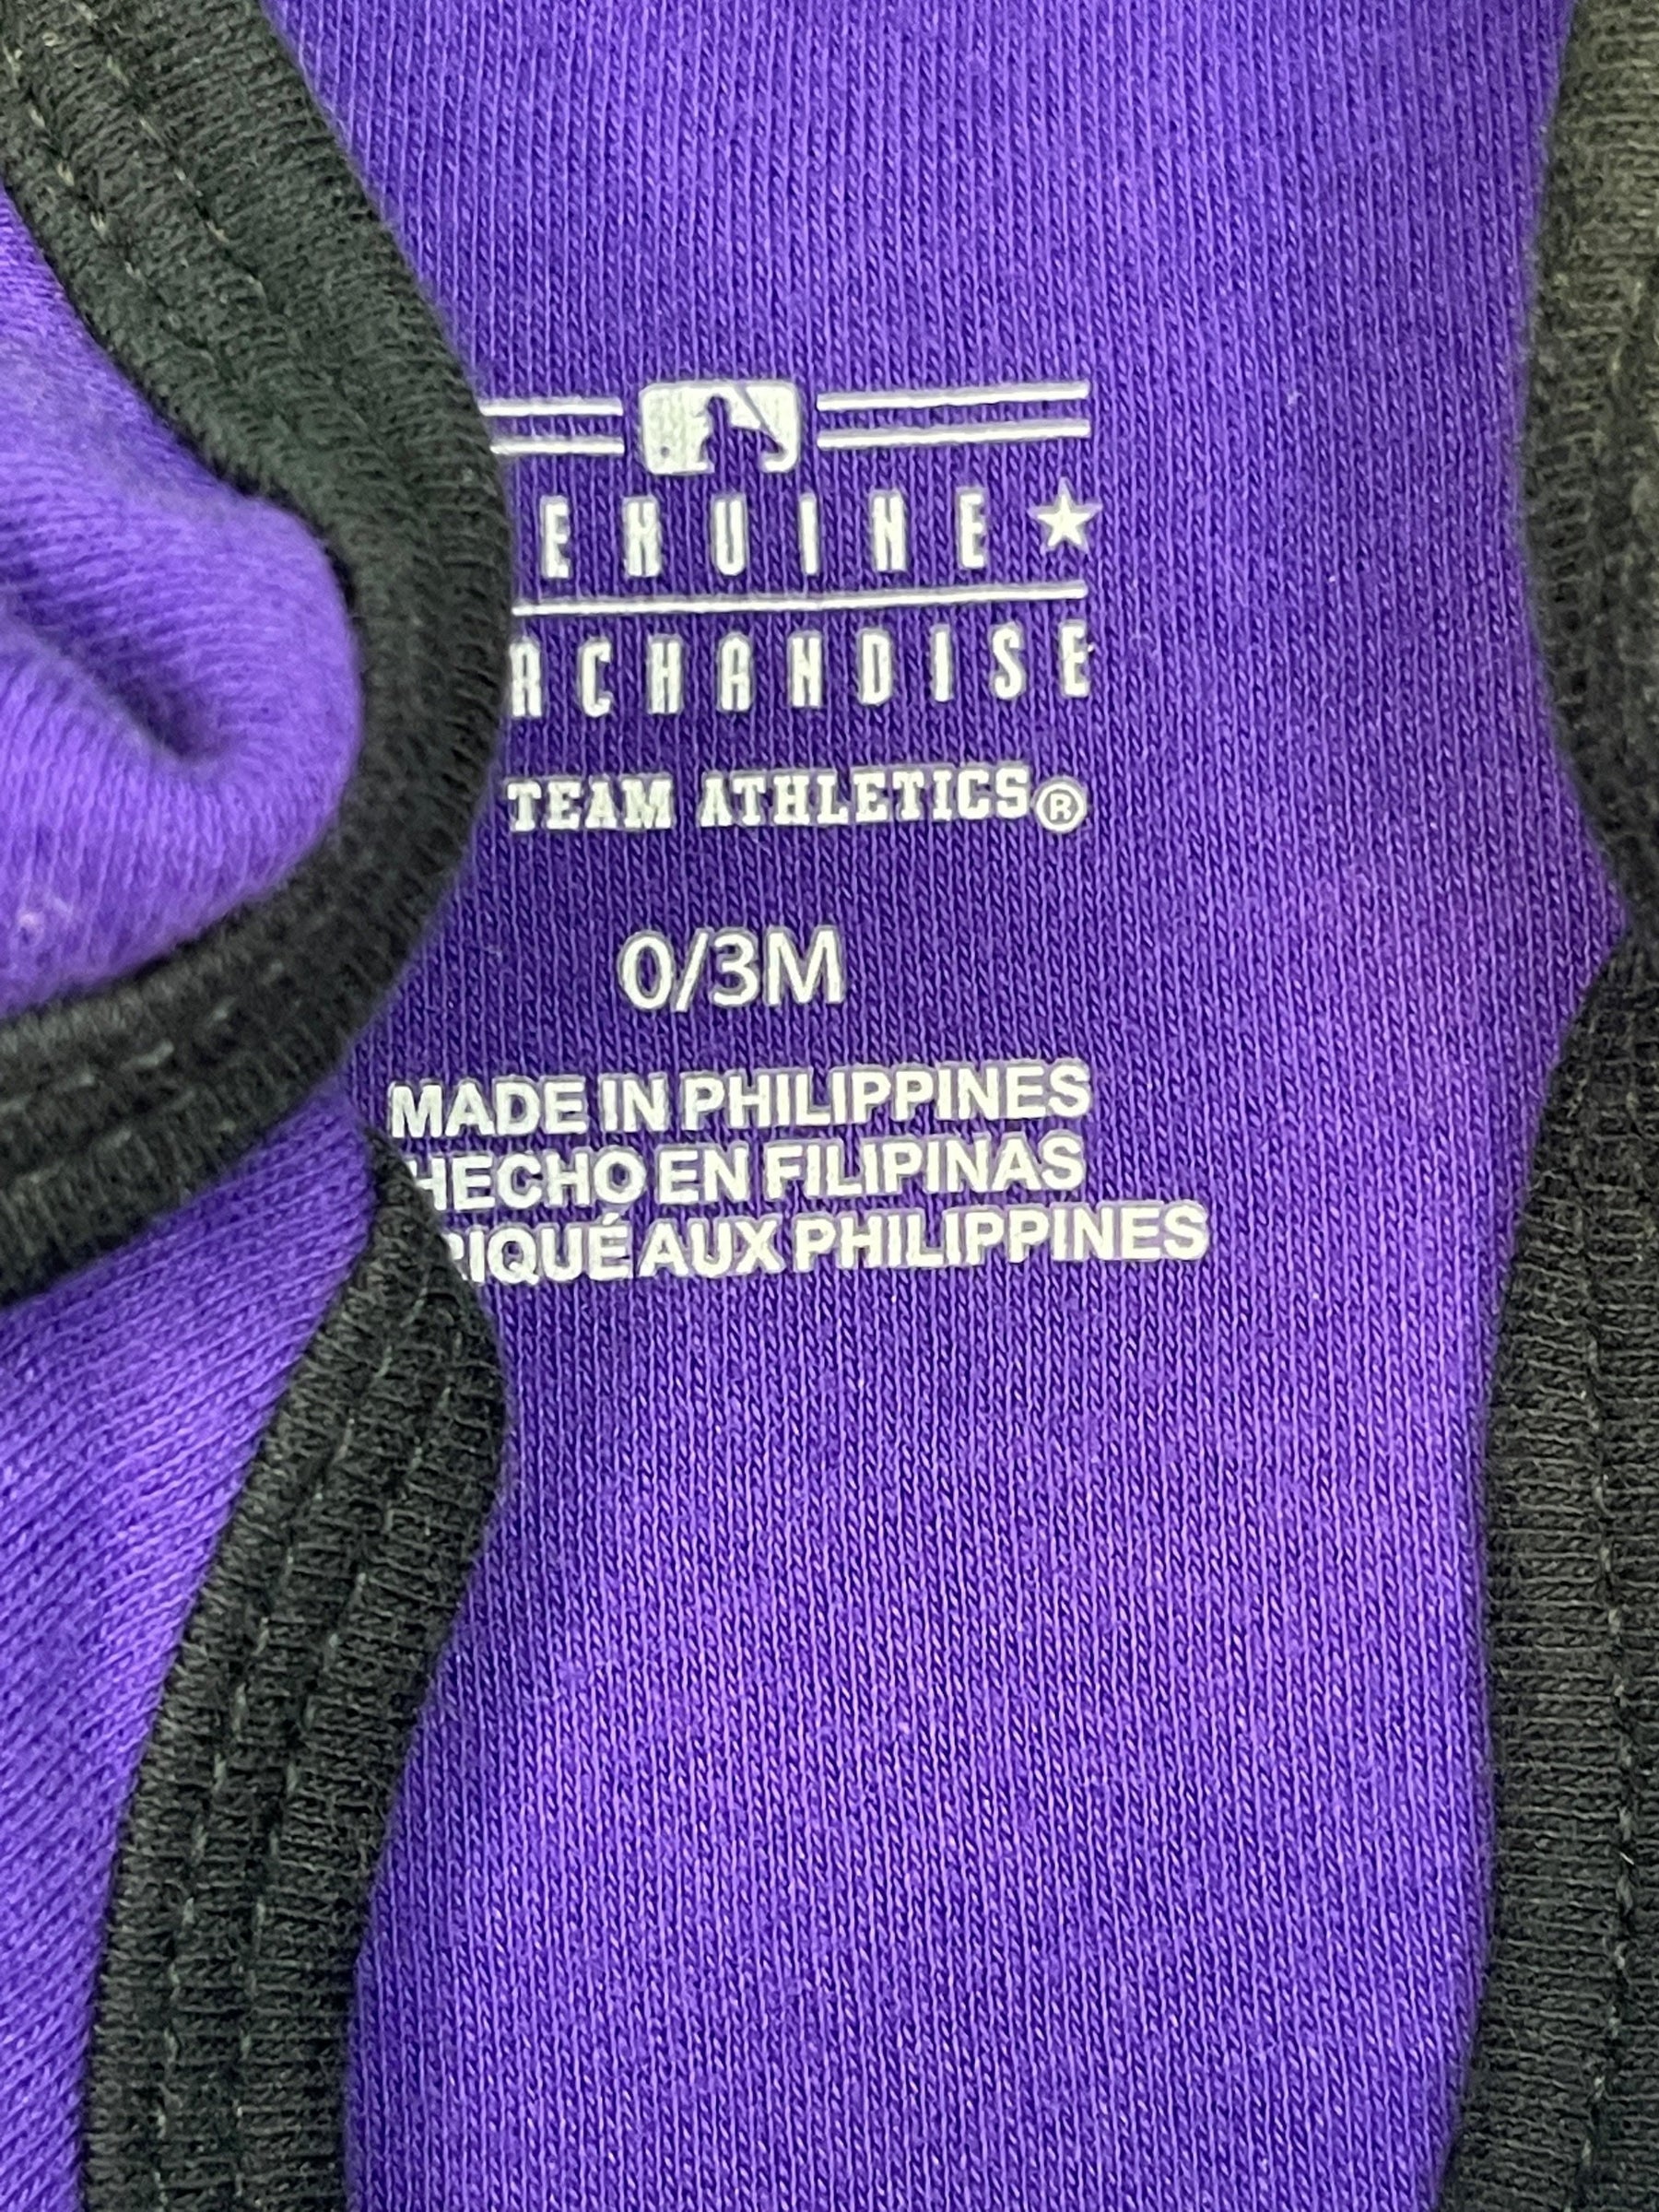 ENUINE
RCHANDISE
TEAM ATHLETICS®
0/3M
MADE IN PHILIPPINES
HECHO EN FILIPINAS
RIQUÉ AUX PHILIPPINES